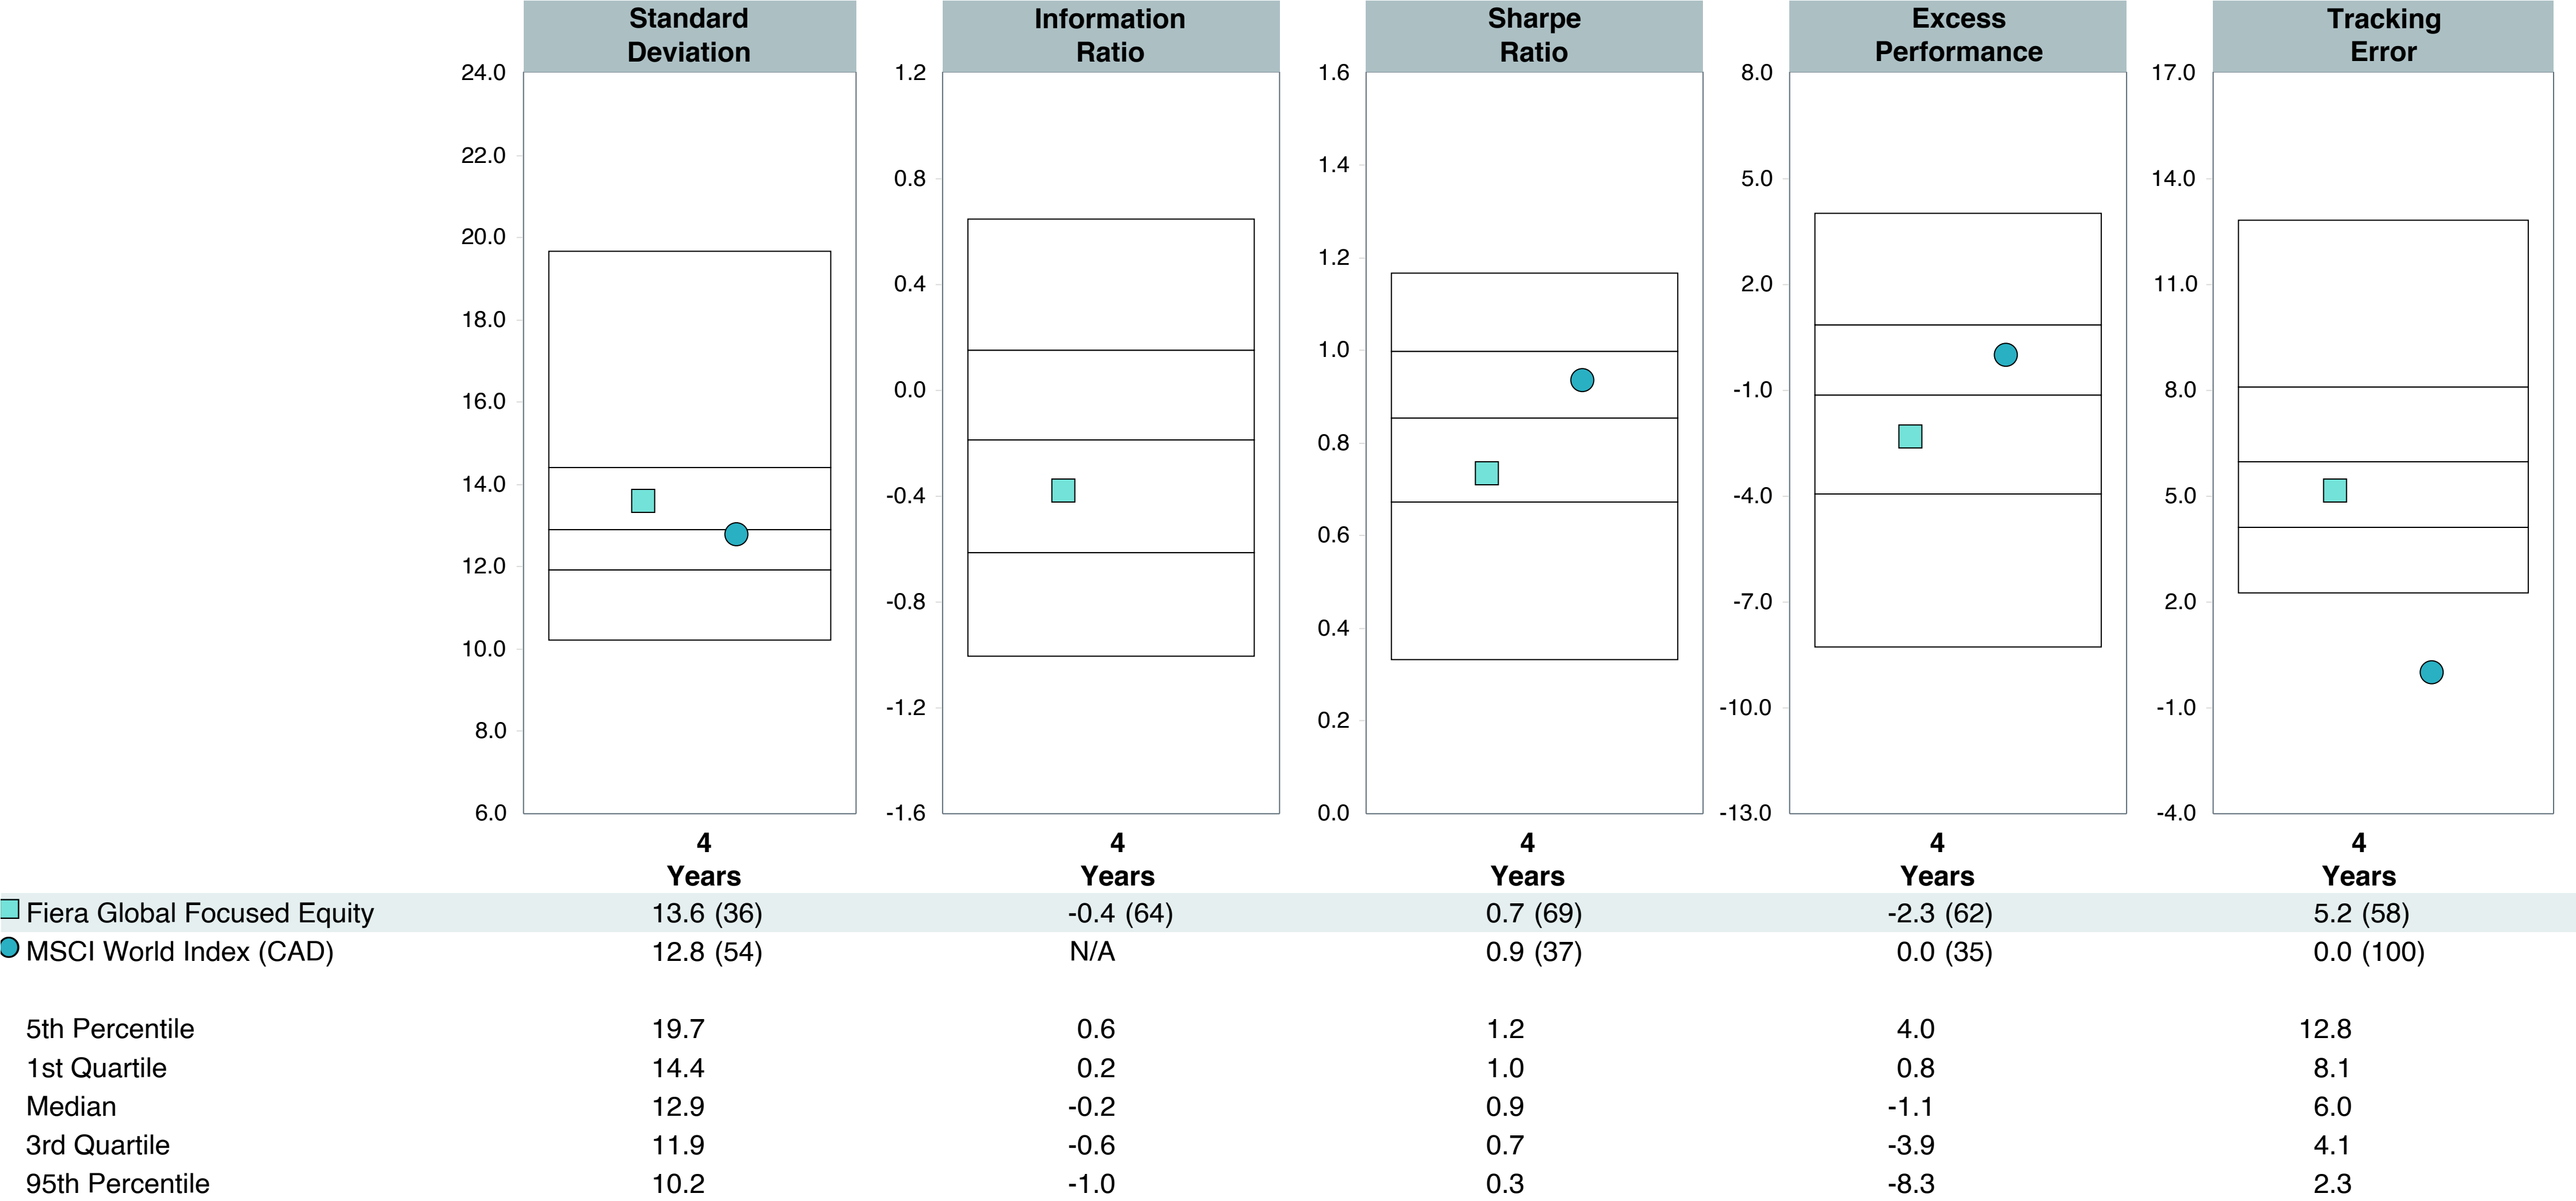 Standard
Deviation
Information
Ratio
Sharpe
Ratio
Excess
Performance
Tracking
Error
24.0
22.0
20.0
18.0
16.0
14.0
12.0
10.0
8.0
6.0
1.2
0.8
0.4
0.0
-0.4
-0.8
-1.2
-1.6
1.6
1.4
1.2
1.0
0.8
0.6
0.4
0.2
0.0
8.0
5.0
2.0
-1.0
-4.0
-7.0
-10.0
-13.0
17.0
14.0
11.0
8.0
5.0
2.0
-1.0
-4.0
4 4 4 4 4
Years Years Years Years Years
Fiera Global Focused Equity 13.6 (36) -0.4 (64) 0.7 (69) -2.3 (62) 5.2 (58)
MSCI World Index (CAD) 12.8 (54) N/A 0.9 (37) 0.0 (35) 0.0 (100)
5th Percentile 19.7 0.6 1.2 4.0 12.8
1st Quartile 14.4 0.2 1.0 0.8 8.1
Median 12.9 -0.2 0.9 -1.1 6.0
3rd Quartile 11.9 -0.6 0.7 -3.9 4.1
95th Percentile 10.2 -1.0 0.3 -8.3 2.3